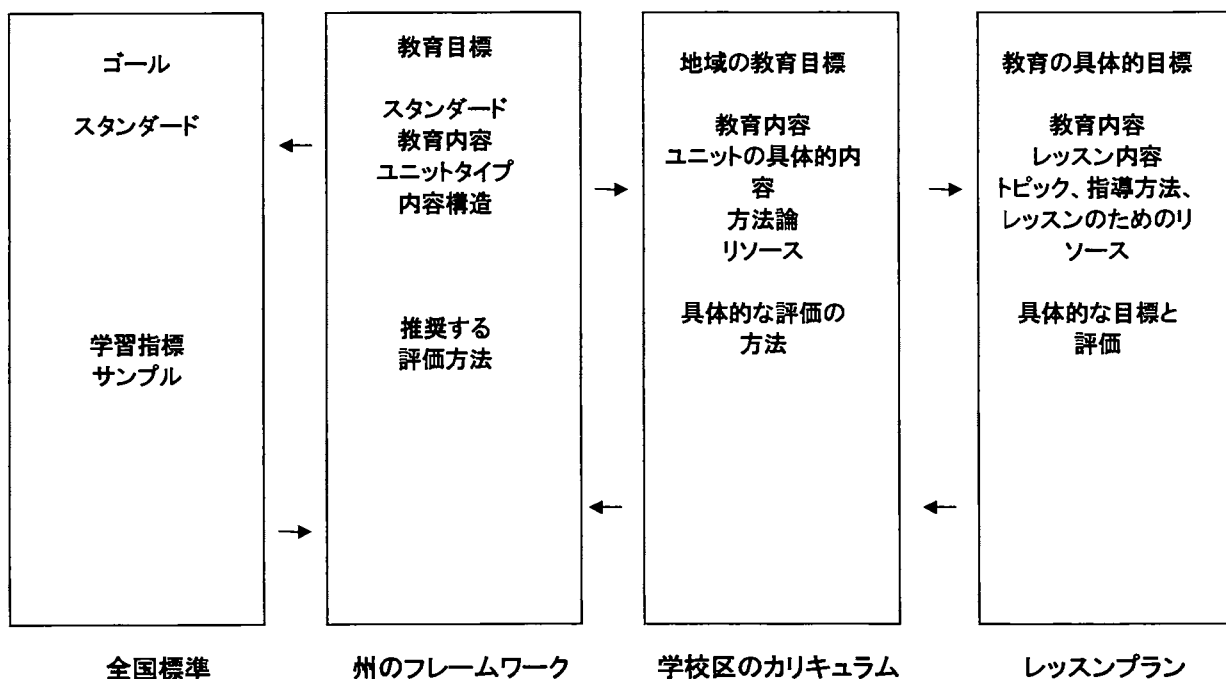 ゴール
スタンダード
学習指標
サンプル
全国標準
教育目標
スタンダード
教育内容
ユニットタイプ
内容構造
推奨する
評価方法
州のフレームワーク
地域の教育目標
教育内容
ユニットの具体的内
容
方法論
リソース
具体的な評価の
方法
学校区のカリキュラム
教育の具体的目標
教育内容
レッスン内容
トピック、指導方法、
レッスンのためのリ
ソース
具体的な目標と
評価
レッスンプラン